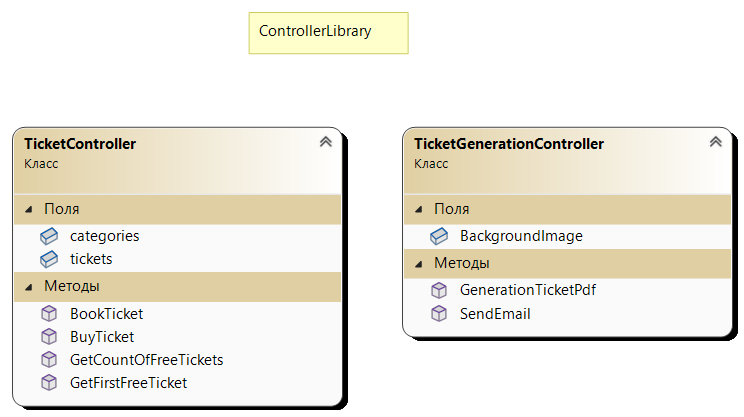 ControllerLibrary
TicketController
Класс
Поля
categories
tickets
Методы
BookTicket
BuyTicket
GetCountOfFreeTickets
GetFirstFreeTicket
TicketGenerationController
Класс
Поля
BackgroundImage
Методы
GenerationTicketPdf
SendEmail